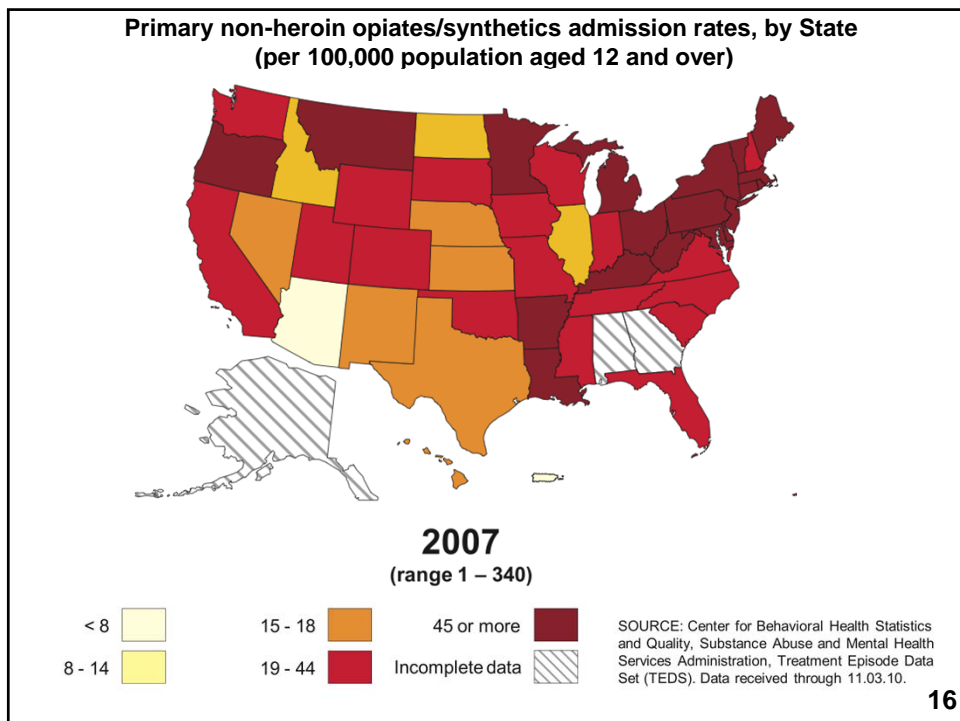 Primary non-heroin opiates/synthetics admission rates, by State
(per 100,000 population aged 12 and over)
2007
(range 1 – 340)
< 8
15 - 18
45 or more
8 - 14
19 - 44
Incomplete data
SOURCE: Center for Behavioral Health Statistics
and Quality, Substance Abuse and Mental Health
Services Administration, Treatment Episode Data
Set (TEDS). Data received through 11.03.10.
16